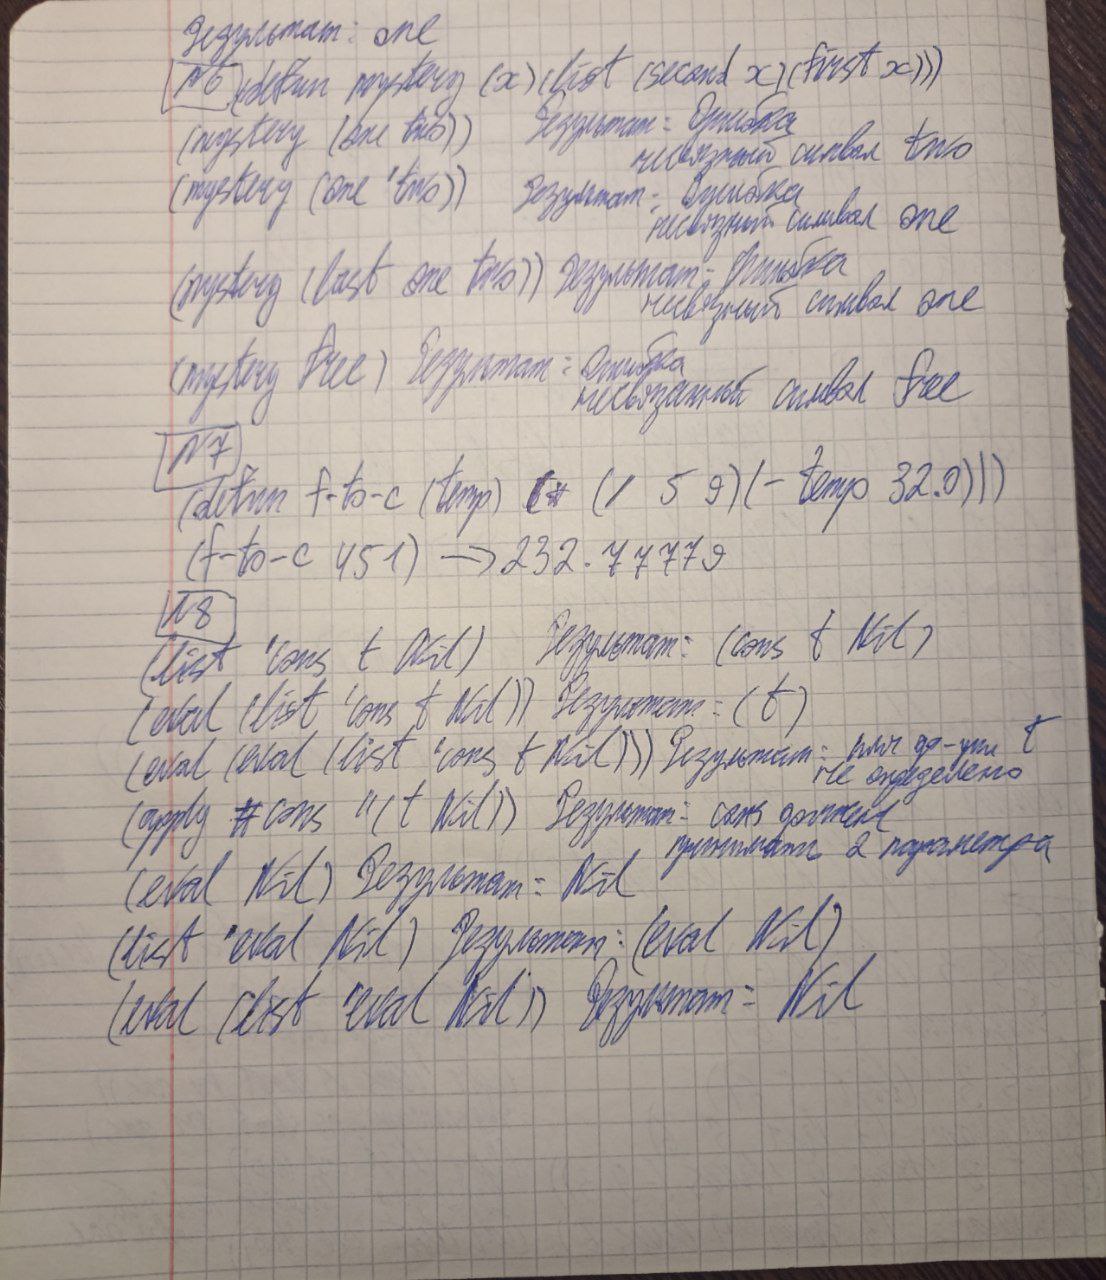 Результат: one
№6 (defun mystery (x) (list (second x) (first x)))
(mystery (one two)) Результат: Ошибка
несвязный символ two
(mystery (one 'two)) Результат: Ошибка
несвязный символ one
(mystery (last one two)) Результат: Ошибка
несвязный символ one
(mystery free) Результат: Ошибка
несвязанный символ free
№7
(defun f-to-c (temp) (* (/ 5 9) (- temp 32.0)))
(f-to-c 451) → 232.77779
№8
(list 'cons t Nil) Результат: (cons t Nil)
(eval (list 'cons t Nil)) Результат: (t)
(eval (eval (list 'cons t Nil))) Результат: имя ф-ции t
не определено
(apply #cons "(t Nil)) Результат: cons должен
принимать 2 параметра
(eval Nil) Результат: Nil
(list 'eval Nil) Результат: (eval Nil)
(eval (list 'eval Nil)) Результат: Nil